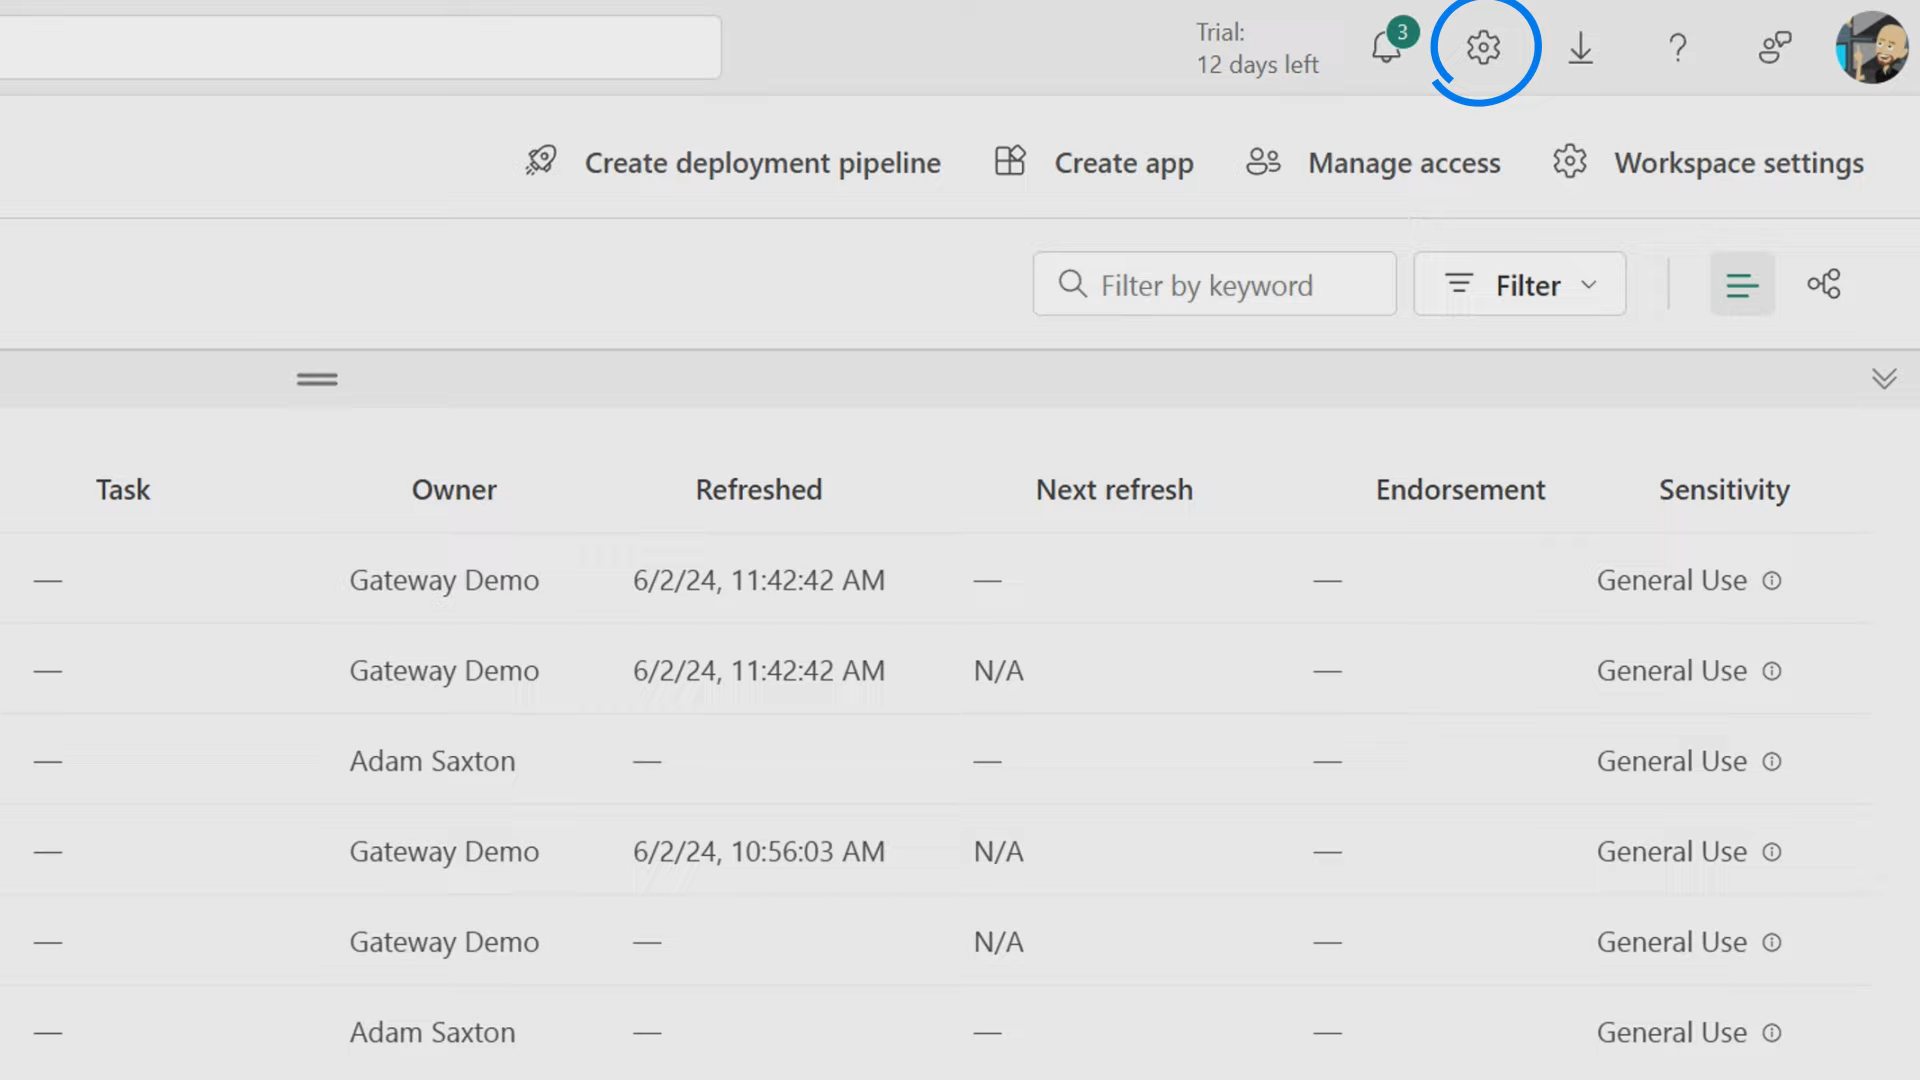 Trial:
12 days left
3
Create deployment pipeline
Create app
Manage access
Workspace settings
Filter by keyword
Filter
Task Owner Refreshed Next refresh Endorsement Sensitivity
— Gateway Demo 6/2/24, 11:42:42 AM — — General Use
— Gateway Demo 6/2/24, 11:42:42 AM N/A — General Use
— Adam Saxton — — — General Use
— Gateway Demo 6/2/24, 10:56:03 AM N/A — General Use
— Gateway Demo — N/A — General Use
— Adam Saxton — — — General Use